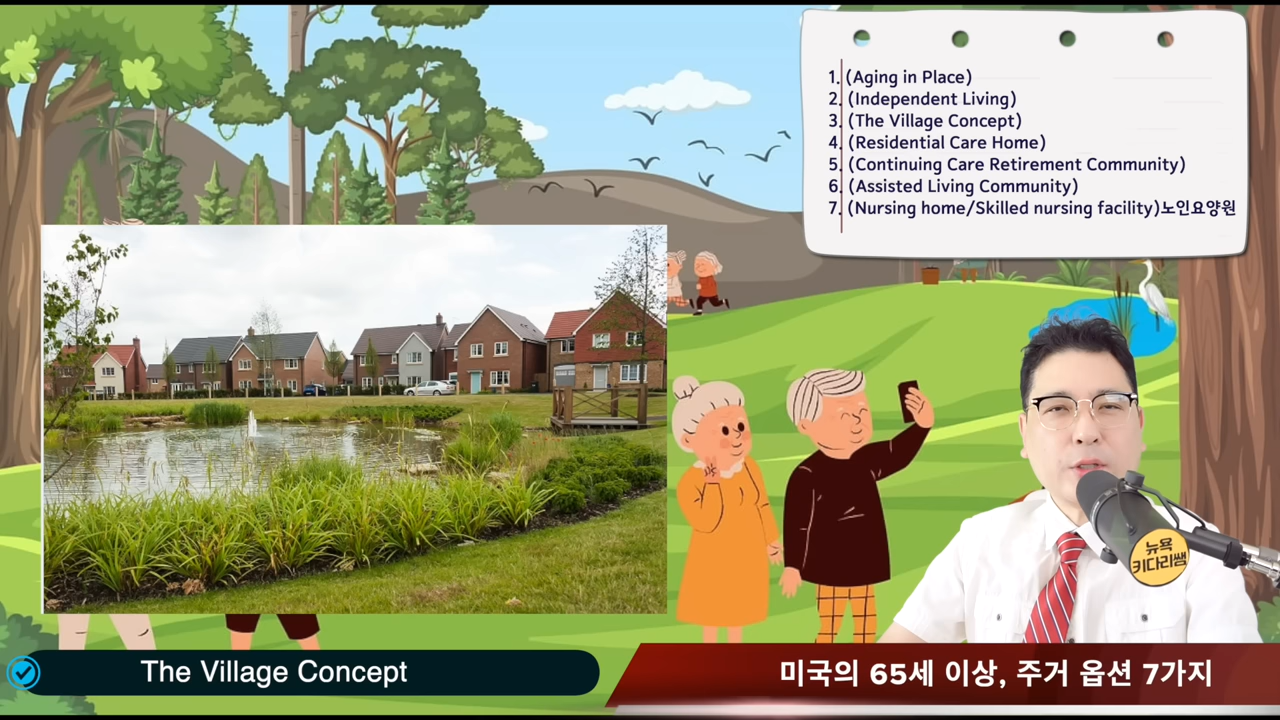 1. (Aging in Place)
2. (Independent Living)
3. (The Village Concept)
4. (Residential Care Home)
5. (Continuing Care Retirement Community)
6. (Assisted Living Community)
7. (Nursing home/Skilled nursing facility)노인요양원
뉴욕
키다리쌤
The Village Concept
미국의 65세 이상, 주거 옵션 7가지